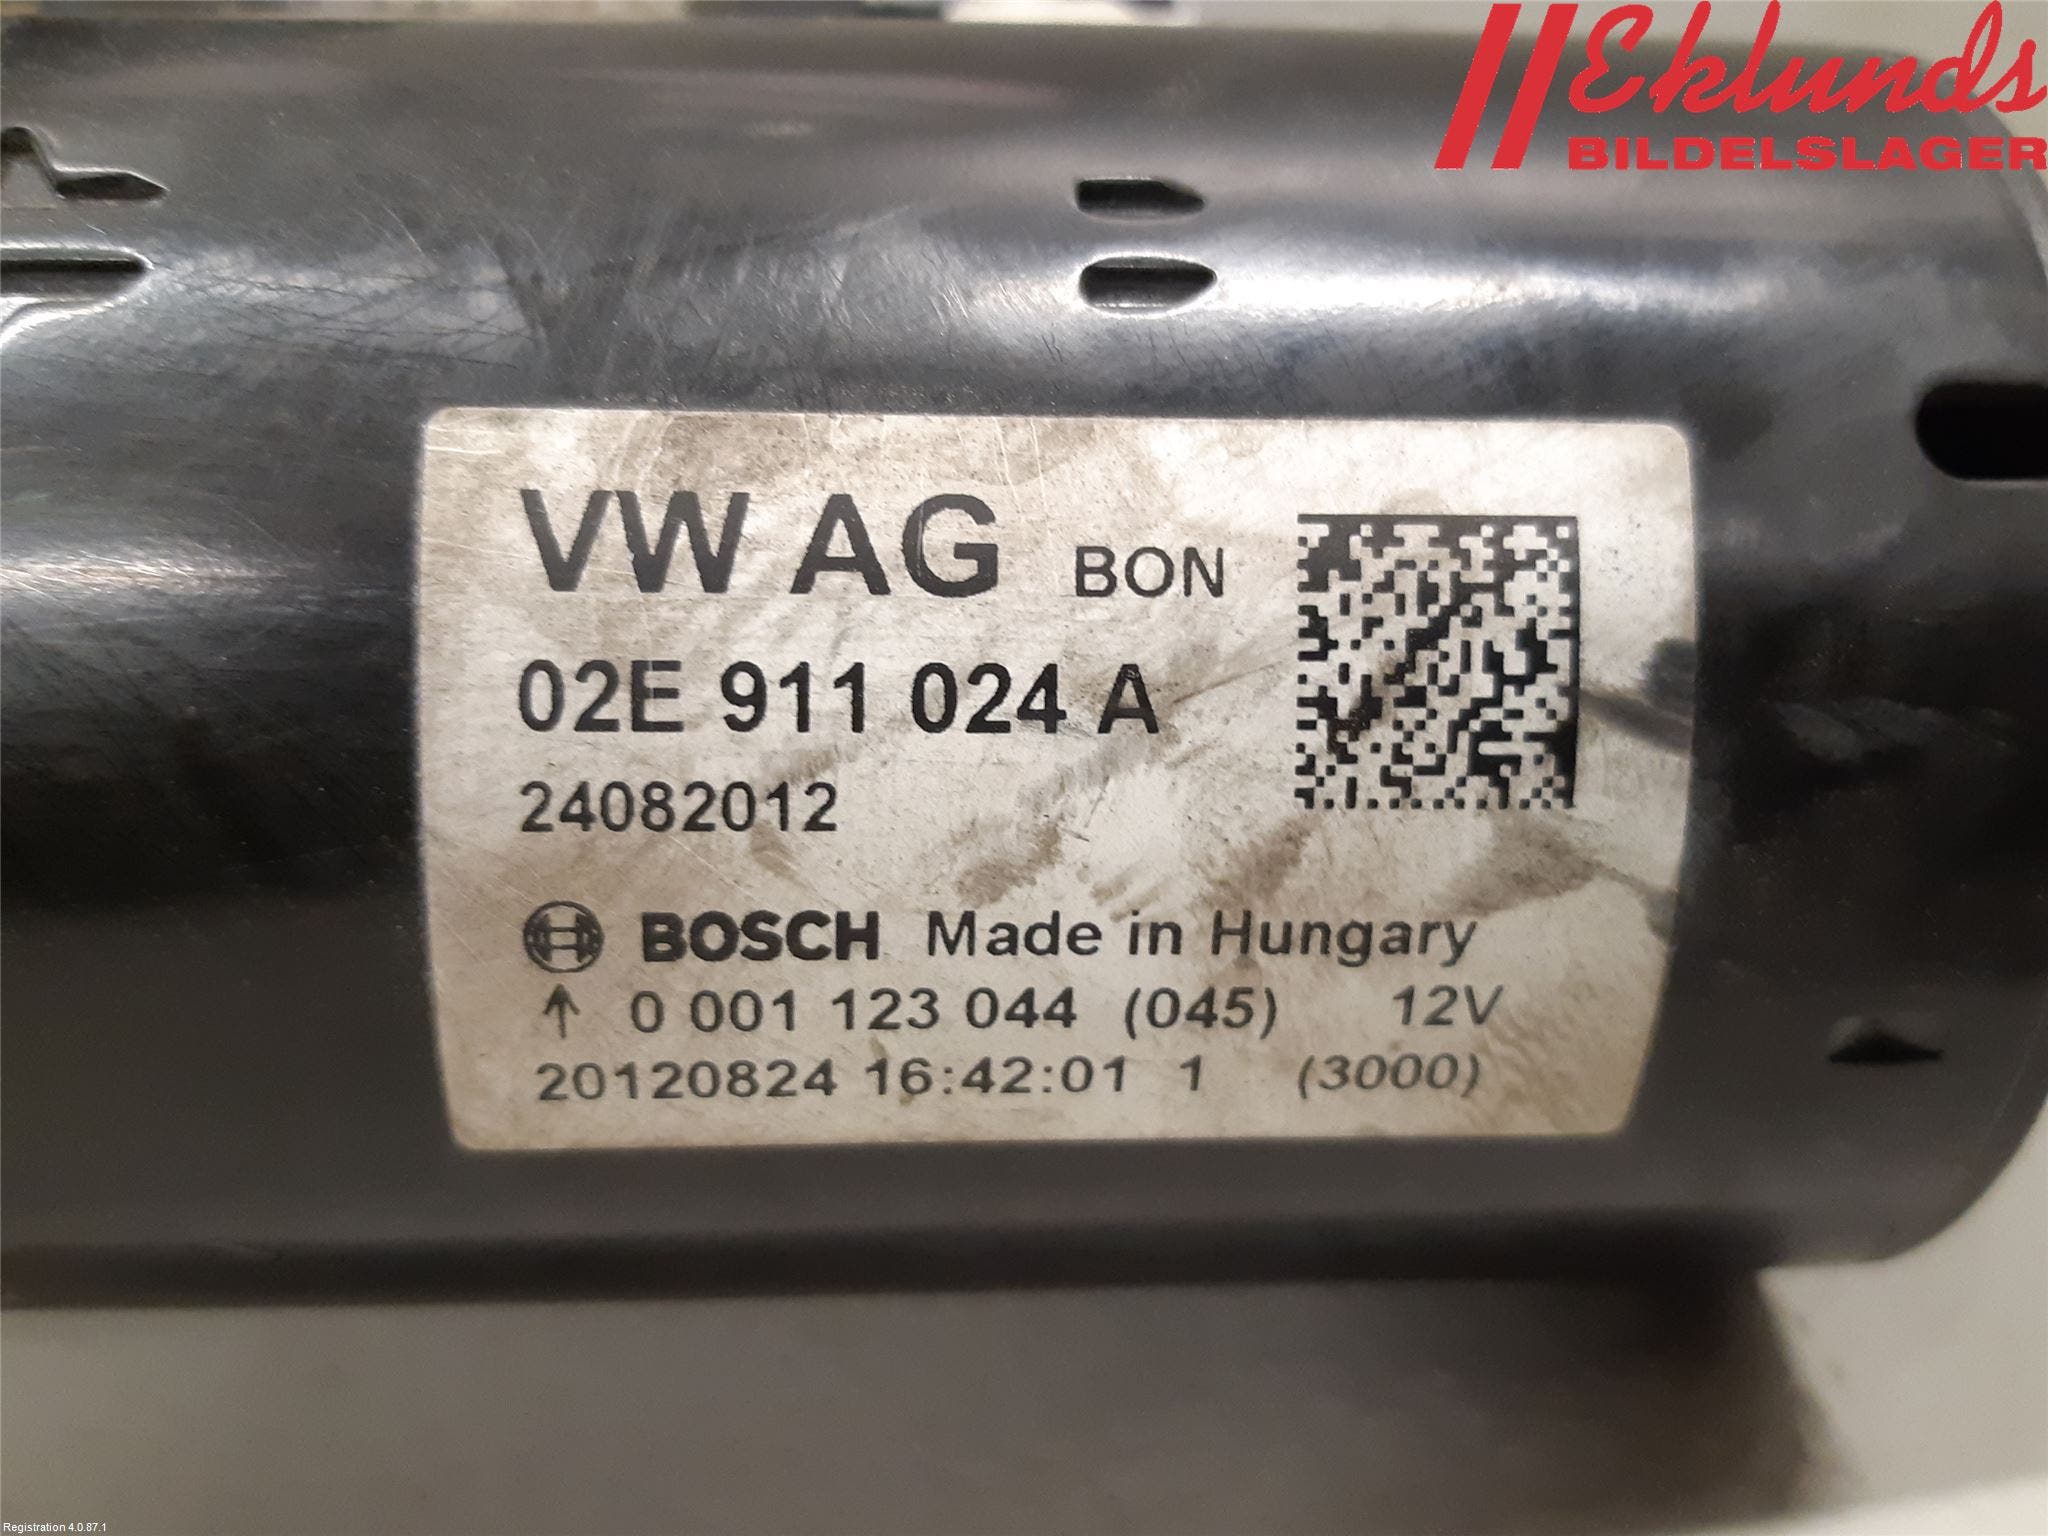 Eklunds
BILDELSLAGER
VW AG BON
02E 911 024 A
24082012
BOSCH Made in Hungary
↑ 0 001 123 044 (045) 12V
20120824 16:42:01 1 (3000)
Registration 4.0.87.1